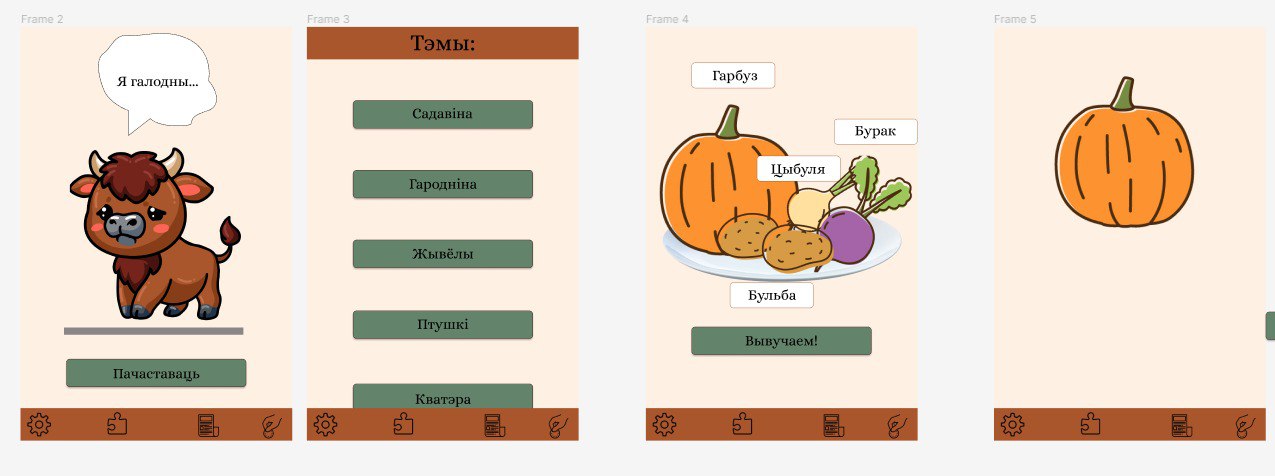 Frame 2
Я галодны...
Пачаставаць
Frame 3
Тэмы:
Садавіна
Гародніна
Жывёлы
Птушкі
Кватэра
Frame 4
Гарбуз
Бурак
Цыбуля
Бульба
Вывучаем!
Frame 5